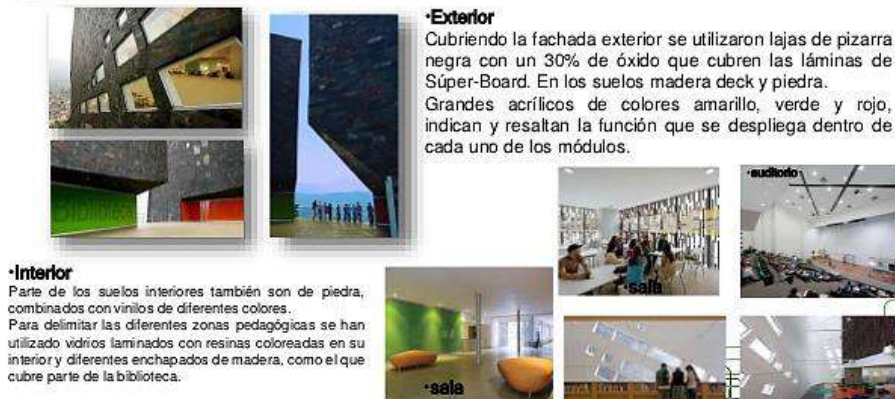 •Exterior
Cubriendo la fachada exterior se utilizaron lajas de pizarra
negra con un 30% de óxido que cubren las láminas de
Súper-Board. En los suelos madera deck y piedra.
Grandes acrílicos de colores amarillo, verde y rojo,
indican y resaltan la función que se despliega dentro de
cada uno de los módulos.
Biblioteca
•auditorio
•sala
•Interior
Parte de los suelos interiores también son de piedra,
combinados con vinilos de diferentes colores.
Para delimitar las diferentes zonas pedagógicas se han
utilizado vidrios laminados con resinas coloreadas en su
interior y diferentes enchapados de madera, como el que
cubre parte de la biblioteca.
•sala